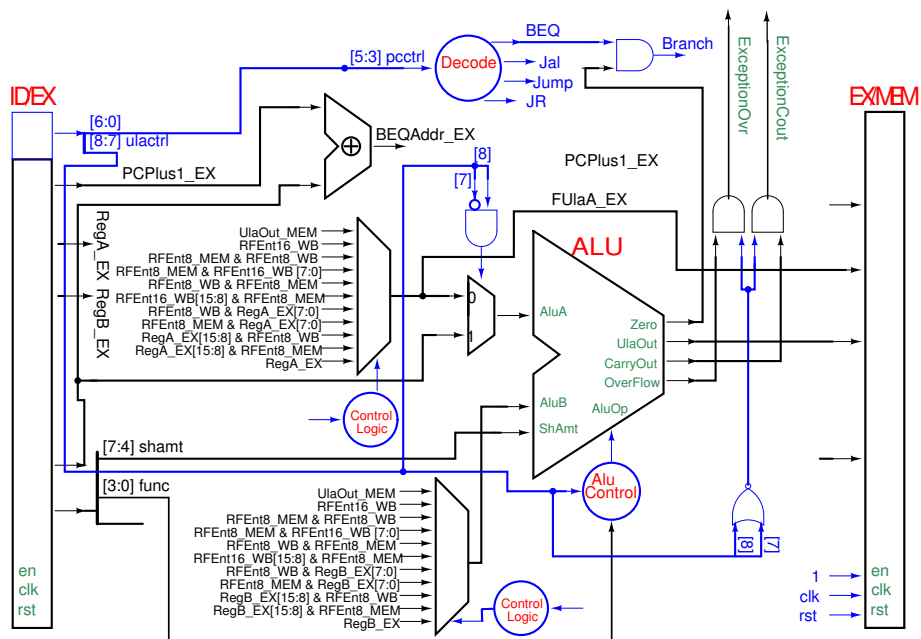 BEQ
Branch
[5:3] pcctrl
Decode
Jal
Jump
JR
ExceptionOvr
ExceptionCout
IDEX
EX/MEM
[6:0]
[8:7] ulactrl
BEQAddr_EX
PCPlus1_EX
[8]
[7]
PCPlus1_EX
FUlaA_EX
RegA_EX
RegB_EX
UlaOut_MEM
RFEnt16_WB
RFEnt8_MEM & RFEnt8_WB
RFEnt8_MEM & RFEnt16_WB [7:0]
RFEnt8_WB & RFEnt8_MEM
RFEnt16_WB[15:8] & RFEnt8_MEM
RFEnt8_WB & RegA_EX[7:0]
RFEnt8_MEM & RegA_EX[7:0]
RegA_EX[15:8] & RFEnt8_WB
RegA_EX[15:8] & RFEnt8_MEM
RegA_EX
0
1
ALU
AluA
Zero
UlaOut
CarryOut
OverFlow
AluB
AluOp
ShAmt
Control
Logic
[7:4] shamt
[3:0] func
Alu
Control
UlaOut_MEM
RFEnt16_WB
RFEnt8_MEM & RFEnt8_WB
RFEnt8_MEM & RFEnt16_WB [7:0]
RFEnt8_WB & RFEnt8_MEM
RFEnt16_WB[15:8] & RFEnt8_MEM
RFEnt8_WB & RegB_EX[7:0]
RFEnt8_MEM & RegB_EX[7:0]
RegB_EX[15:8] & RFEnt8_WB
RegB_EX[15:8] & RFEnt8_MEM
RegB_EX
Control
Logic
[8]
[7]
en
clk
rst
1
clk
rst
en
clk
rst